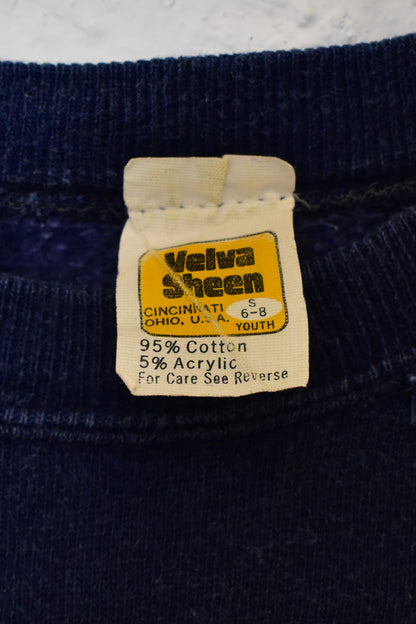 Velva
Sheen
CINCINNATI
OHIO, U.S.A.
S
6-8
YOUTH
95% Cotton
5% Acrylic
For Care See Reverse